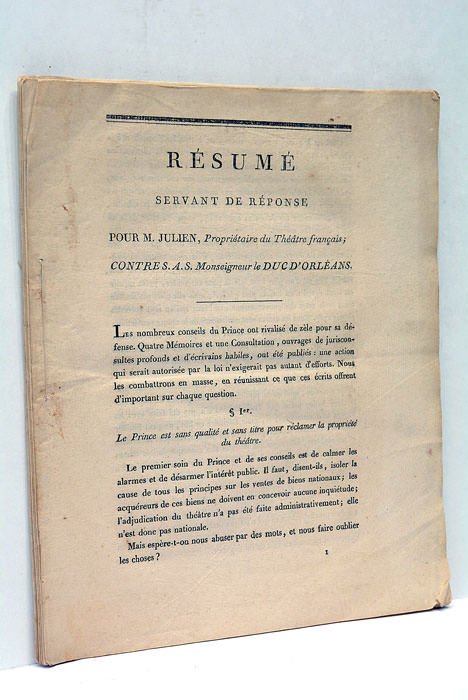 RÉSUMÉ
SERVANT DE RÉPONSE
POUR M. JULIEN, Propriétaire du Théâtre français;
CONTRE S. A. S. Monseigneur le DUC D'ORLÉANS.
Les nombreux conseils du Prince ont rivalisé de zèle pour sa dé-
fense. Quatre Mémoires et une Consultation, ouvrages de juriscon-
sultes profonds et d'écrivains habiles, ont été publiés : une action
qui serait autorisée par la loi n'exigerait pas autant d'efforts. Nous
les combattrons en masse, en réunissant ce que ces écrits offrent
d'important sur chaque question.
§ Ier.
Le Prince est sans qualité et sans titre pour réclamer la propriété
du théâtre.
Le premier soin du Prince et de ses conseils est de calmer les
alarmes et de désarmer l'intérêt public. Il faut, disent-ils, isoler la
cause de tous les principes sur les ventes de biens nationaux; les
acquéreurs de ces biens ne doivent en concevoir aucune inquiétude;
l'adjudication du théâtre n'a pas été faite administrativement; elle
n'est donc pas nationale.
Mais espère-t-on nous abuser par des mots, et nous faire oublier
les choses ?
1